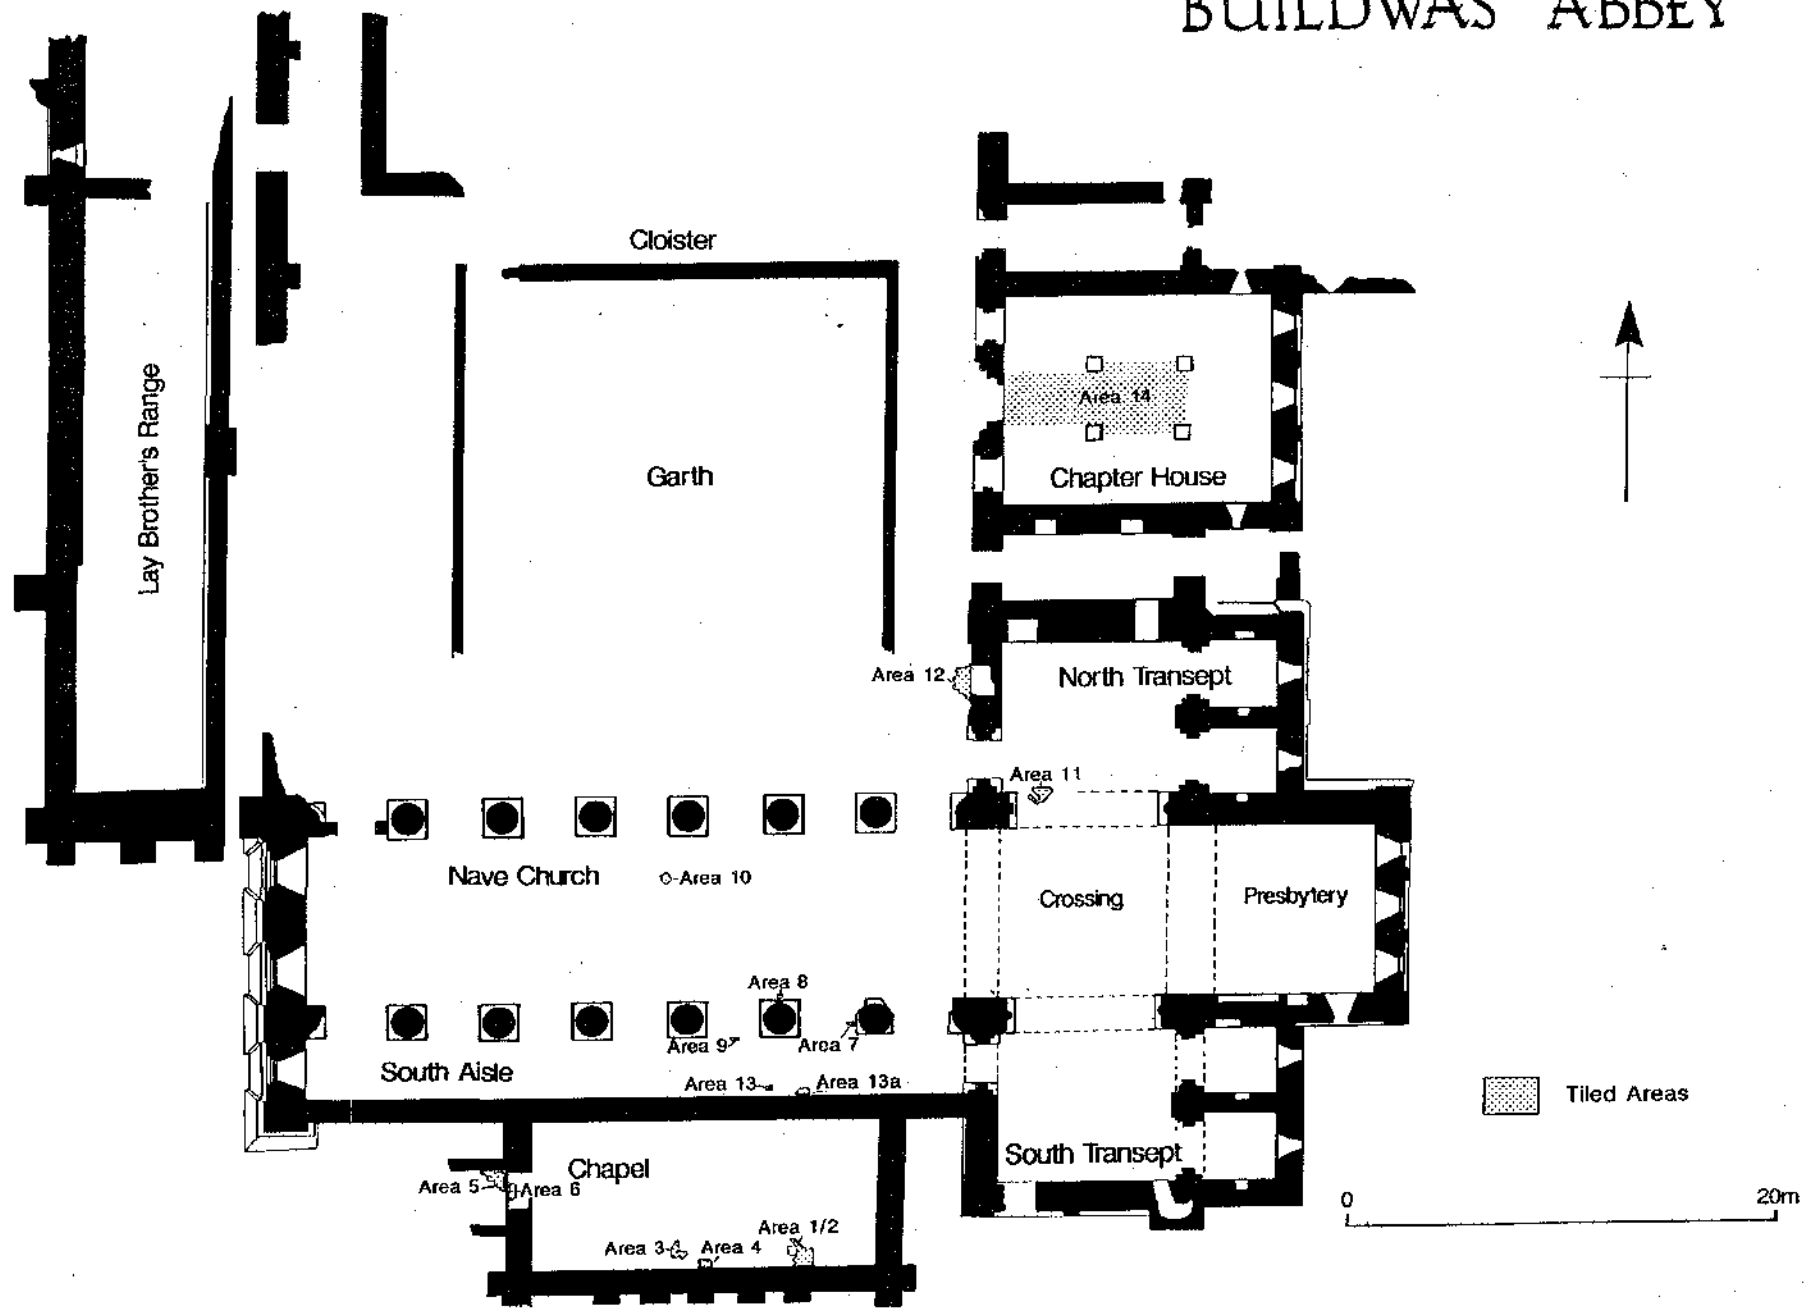 BUILDWAS ABBEY
Cloister
Lay Brother's Range
Garth
Area 14
Chapter House
Area 12
North Transept
Area 11
Nave Church
Area 10
Crossing
Presbytery
Area 8
Area 9
Area 7
South Aisle
Area 13
Area 13a
Tiled Areas
South Transept
Chapel
Area 5
Area 6
0
20m
Area 1/2
Area 3
Area 4